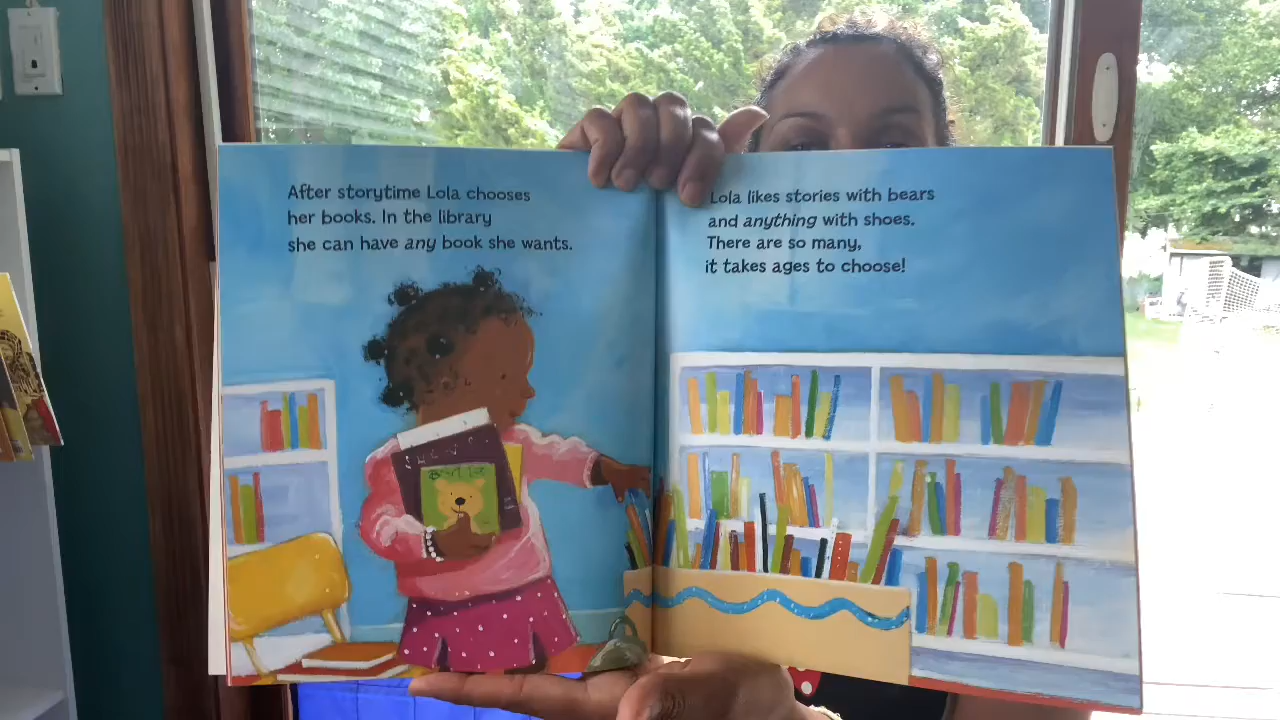 After storytime Lola chooses
her books. In the library
she can have any book she wants.
Lola likes stories with bears
and anything with shoes.
There are so many,
it takes ages to choose!